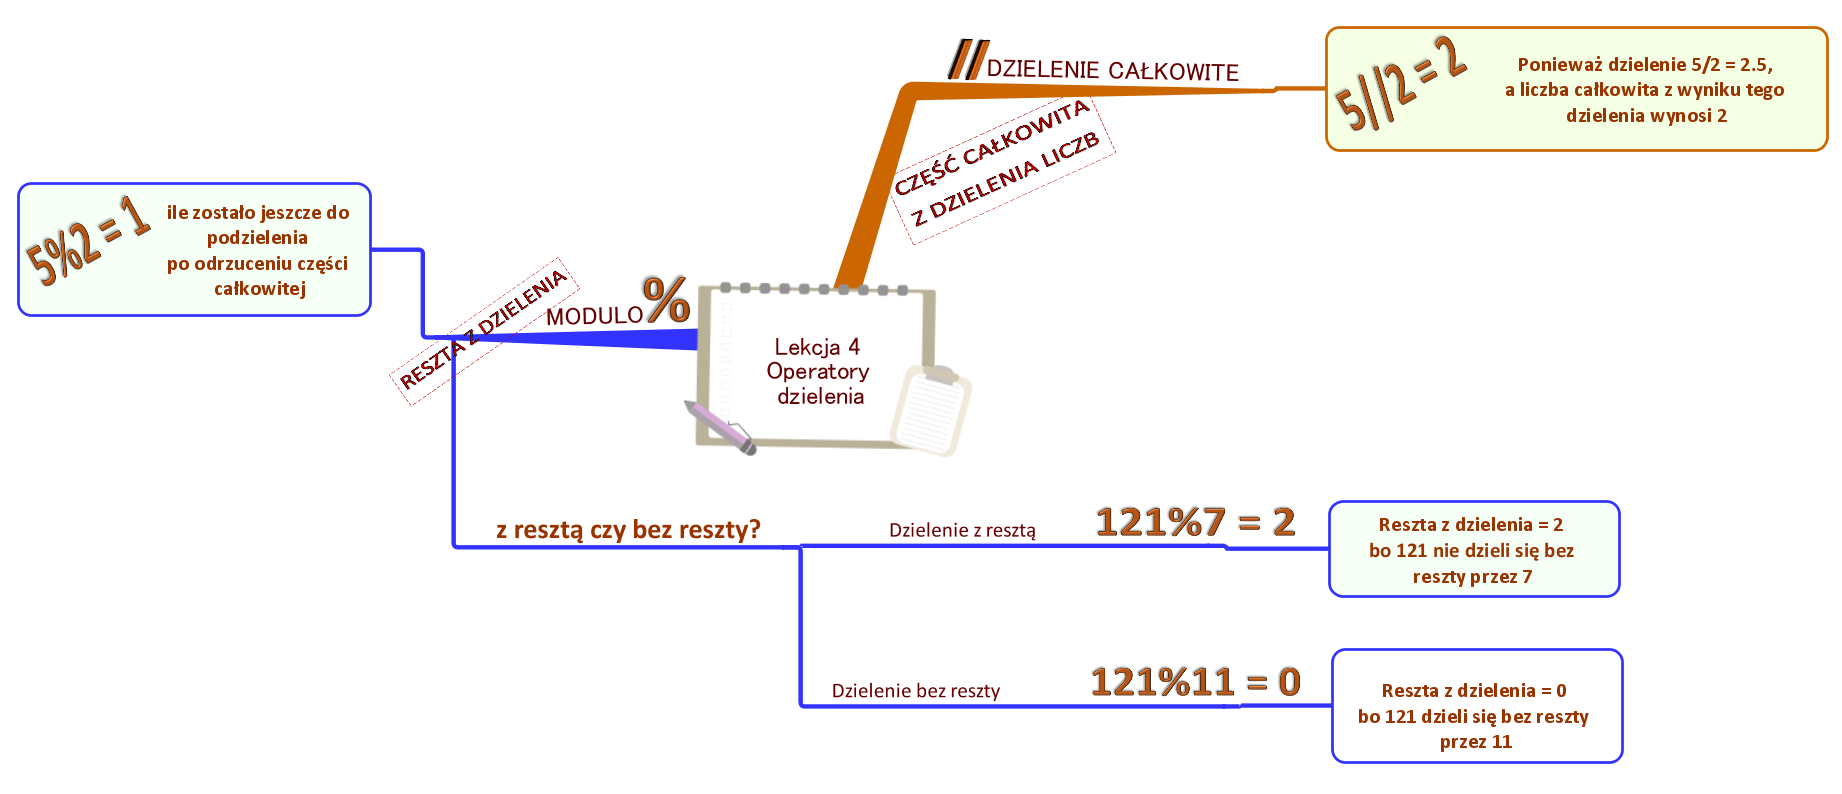 // DZIELENIE CAŁKOWITE
CZĘŚĆ CAŁKOWITA
Z DZIELENIA LICZB
5//2 = 2
Ponieważ dzielenie 5/2 = 2.5,
a liczba całkowita z wyniku tego
dzielenia wynosi 2
5%2 = 1
ile zostało jeszcze do
podzielenia
po odrzuceniu części
całkowitej
RESZTA Z DZIELENIA
MODULO %
Lekcja 4
Operatory
dzielenia
z resztą czy bez reszty?
Dzielenie z resztą
121%7 = 2
Reszta z dzielenia = 2
bo 121 nie dzieli się bez
reszty przez 7
Dzielenie bez reszty
121%11 = 0
Reszta z dzielenia = 0
bo 121 dzieli się bez reszty
przez 11